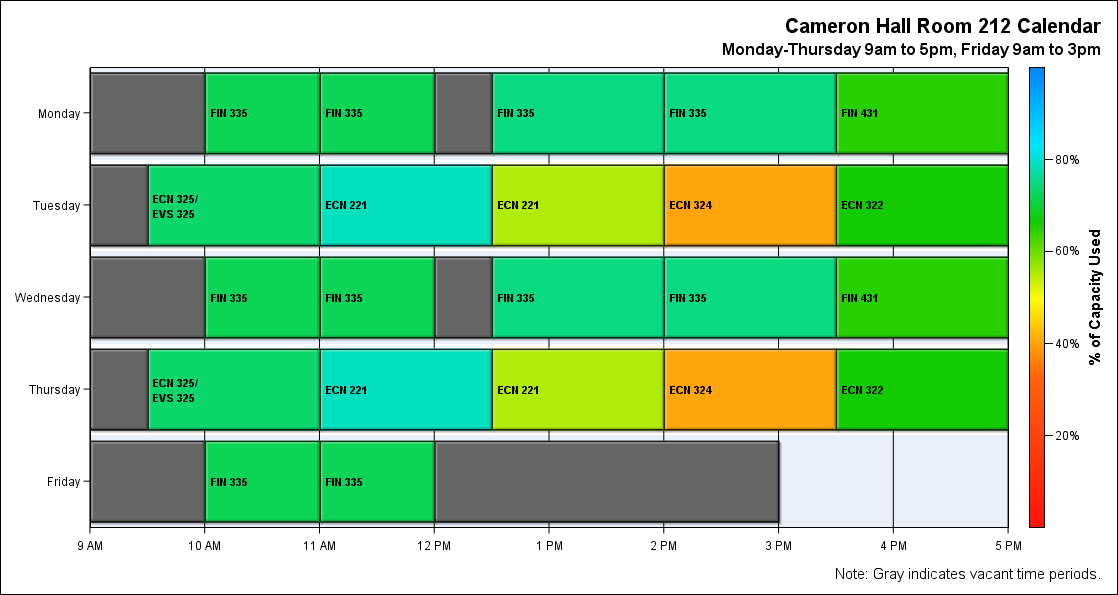 Cameron Hall Room 212 Calendar
Monday-Thursday 9am to 5pm, Friday 9am to 3pm
Monday
FIN 335
FIN 335
FIN 335
FIN 335
FIN 431
Tuesday
ECN 325/
EVS 325
ECN 221
ECN 221
ECN 324
ECN 322
Wednesday
FIN 335
FIN 335
FIN 335
FIN 335
FIN 431
Thursday
ECN 325/
EVS 325
ECN 221
ECN 221
ECN 324
ECN 322
Friday
FIN 335
FIN 335
9 AM
10 AM
11 AM
12 PM
1 PM
2 PM
3 PM
4 PM
5 PM
80%
60%
40%
20%
% of Capacity Used
Note: Gray indicates vacant time periods.